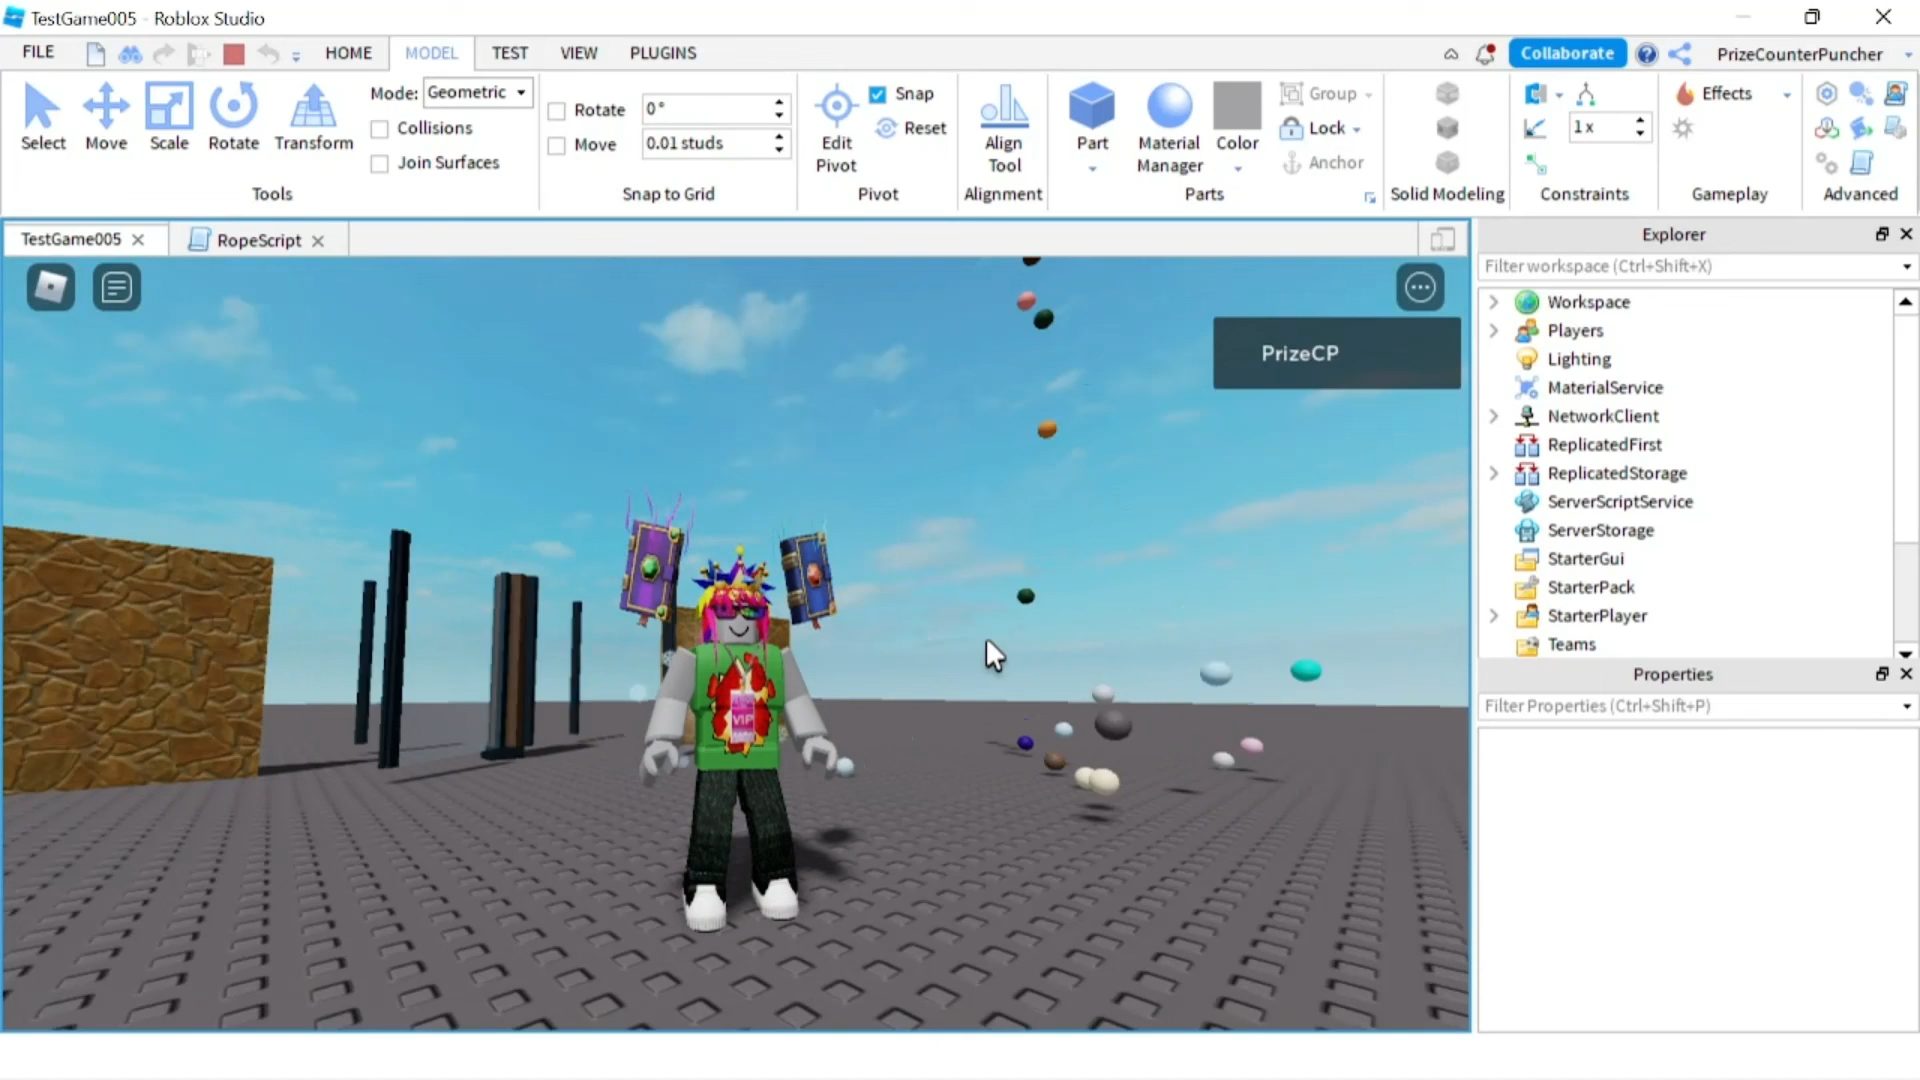 TestGame005 - Roblox Studio
FILE
HOME
MODEL
TEST
VIEW
PLUGINS
Collaborate
PrizeCounterPuncher
Select
Move
Scale
Rotate
Transform
Mode: Geometric
Collisions
Join Surfaces
Tools
Rotate 0°
Move 0.01 studs
Snap to Grid
Edit
Pivot
Snap
Reset
Pivot
Align
Tool
Alignment
Part
Material
Manager
Color
Group
Lock
Anchor
Parts
Solid Modeling
1x
Constraints
Effects
Gameplay
Advanced
TestGame005
RopeScript
PrizeCP
VIP
Explorer
Filter workspace (Ctrl+Shift+X)
Workspace
Players
Lighting
MaterialService
NetworkClient
ReplicatedFirst
ReplicatedStorage
ServerScriptService
ServerStorage
StarterGui
StarterPack
StarterPlayer
Teams
Properties
Filter Properties (Ctrl+Shift+P)